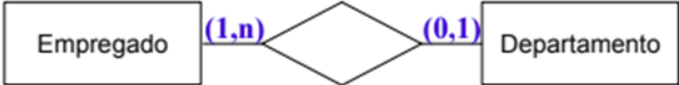 Empregado (1,n) (0,1) Departamento